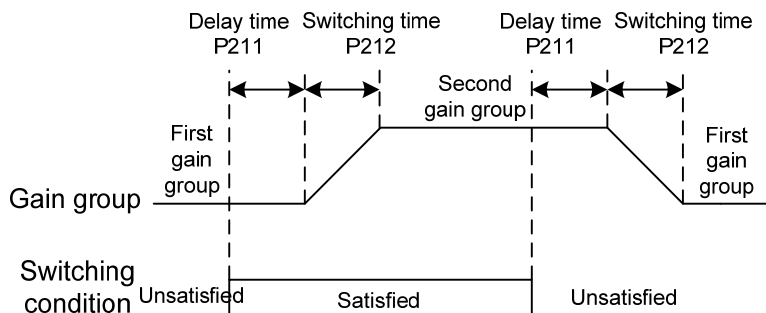 Delay time
P211
Switching time
P212
Delay time
P211
Switching time
P212
First
gain
group
Second
gain group
First
gain
group
Gain group
Switching
condition
Unsatisfied
Satisfied
Unsatisfied